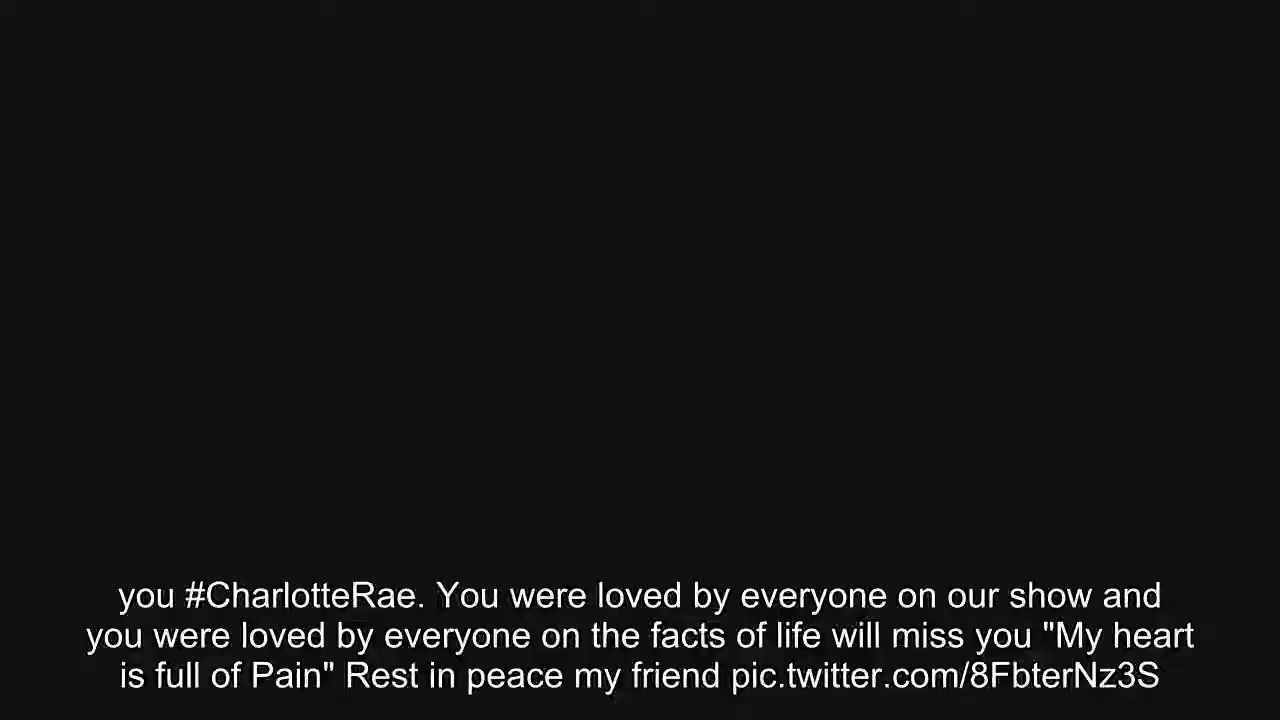 you #CharlotteRae. You were loved by everyone on our show and
you were loved by everyone on the facts of life will miss you "My heart
is full of Pain" Rest in peace my friend pic.twitter.com/8FbterNz3S